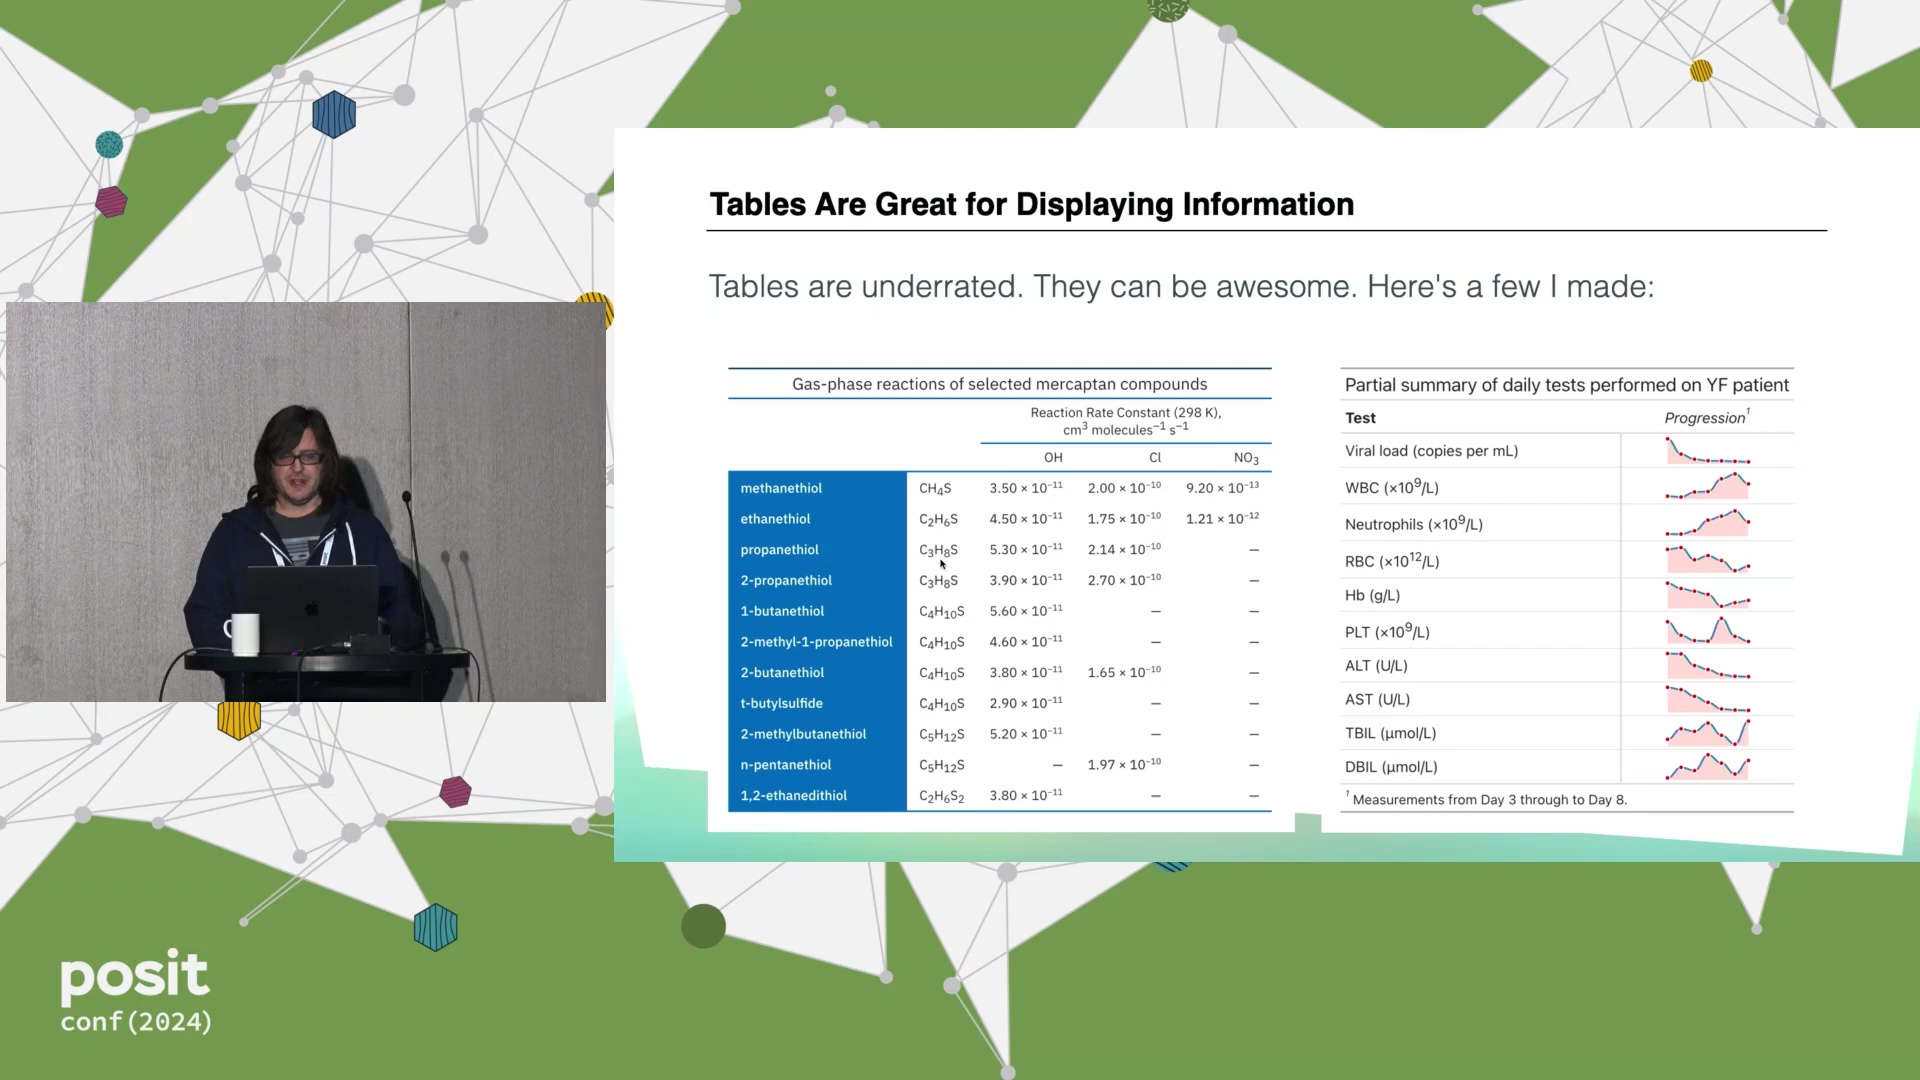 Tables Are Great for Displaying Information
Tables are underrated. They can be awesome. Here's a few I made:
Gas-phase reactions of selected mercaptan compounds
Reaction Rate Constant (298 K),
cm³ molecules⁻¹ s⁻¹
OH Cl NO₃
methanethiol CH₄S 3.50 × 10⁻¹¹ 2.00 × 10⁻¹⁰ 9.20 × 10⁻¹³
ethanethiol C₂H₆S 4.50 × 10⁻¹¹ 1.75 × 10⁻¹⁰ 1.21 × 10⁻¹²
propanethiol C₃H₈S 5.30 × 10⁻¹¹ 2.14 × 10⁻¹⁰ —
2-propanethiol C₃H₈S 3.90 × 10⁻¹¹ 2.70 × 10⁻¹⁰ —
1-butanethiol C₄H₁₀S 5.60 × 10⁻¹¹ — —
2-methyl-1-propanethiol C₄H₁₀S 4.60 × 10⁻¹¹ — —
2-butanethiol C₄H₁₀S 3.80 × 10⁻¹¹ 1.65 × 10⁻¹⁰ —
t-butylsulfide C₄H₁₀S 2.90 × 10⁻¹¹ — —
2-methylbutanethiol C₅H₁₂S 5.20 × 10⁻¹¹ — —
n-pentanethiol C₅H₁₂S — 1.97 × 10⁻¹⁰ —
1,2-ethanedithiol C₂H₆S₂ 3.80 × 10⁻¹¹ — —
Partial summary of daily tests performed on YF patient
Test Progression¹
Viral load (copies per mL)
WBC (×10⁹/L)
Neutrophils (×10⁹/L)
RBC (×10¹²/L)
Hb (g/L)
PLT (×10⁹/L)
ALT (U/L)
AST (U/L)
TBIL (µmol/L)
DBIL (µmol/L)
¹ Measurements from Day 3 through to Day 8.
posit
conf(2024)